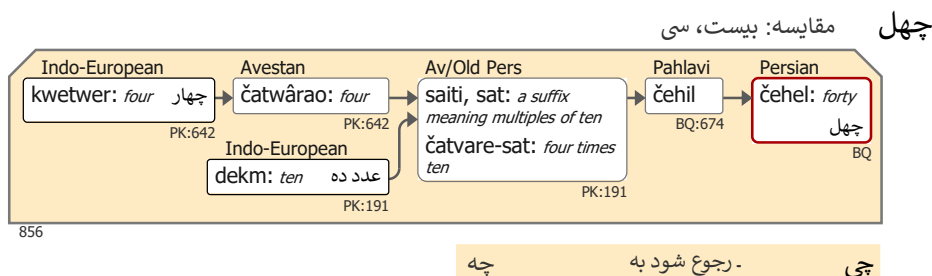 چهل مقایسه: بیست، سی
Indo-European Avestan Av/Old Pers Pahlavi Persian
kwetwer: four چهار
PK:642
čatwârao: four
PK:642
saiti, sat: a suffix
meaning multiples of ten
čatvare-sat: four times
ten
PK:191
čehil
BQ:674
čehel: forty
چهل
BQ
Indo-European
dekm: ten عدد ده
PK:191
856
چی ـ رجوع شود به چه